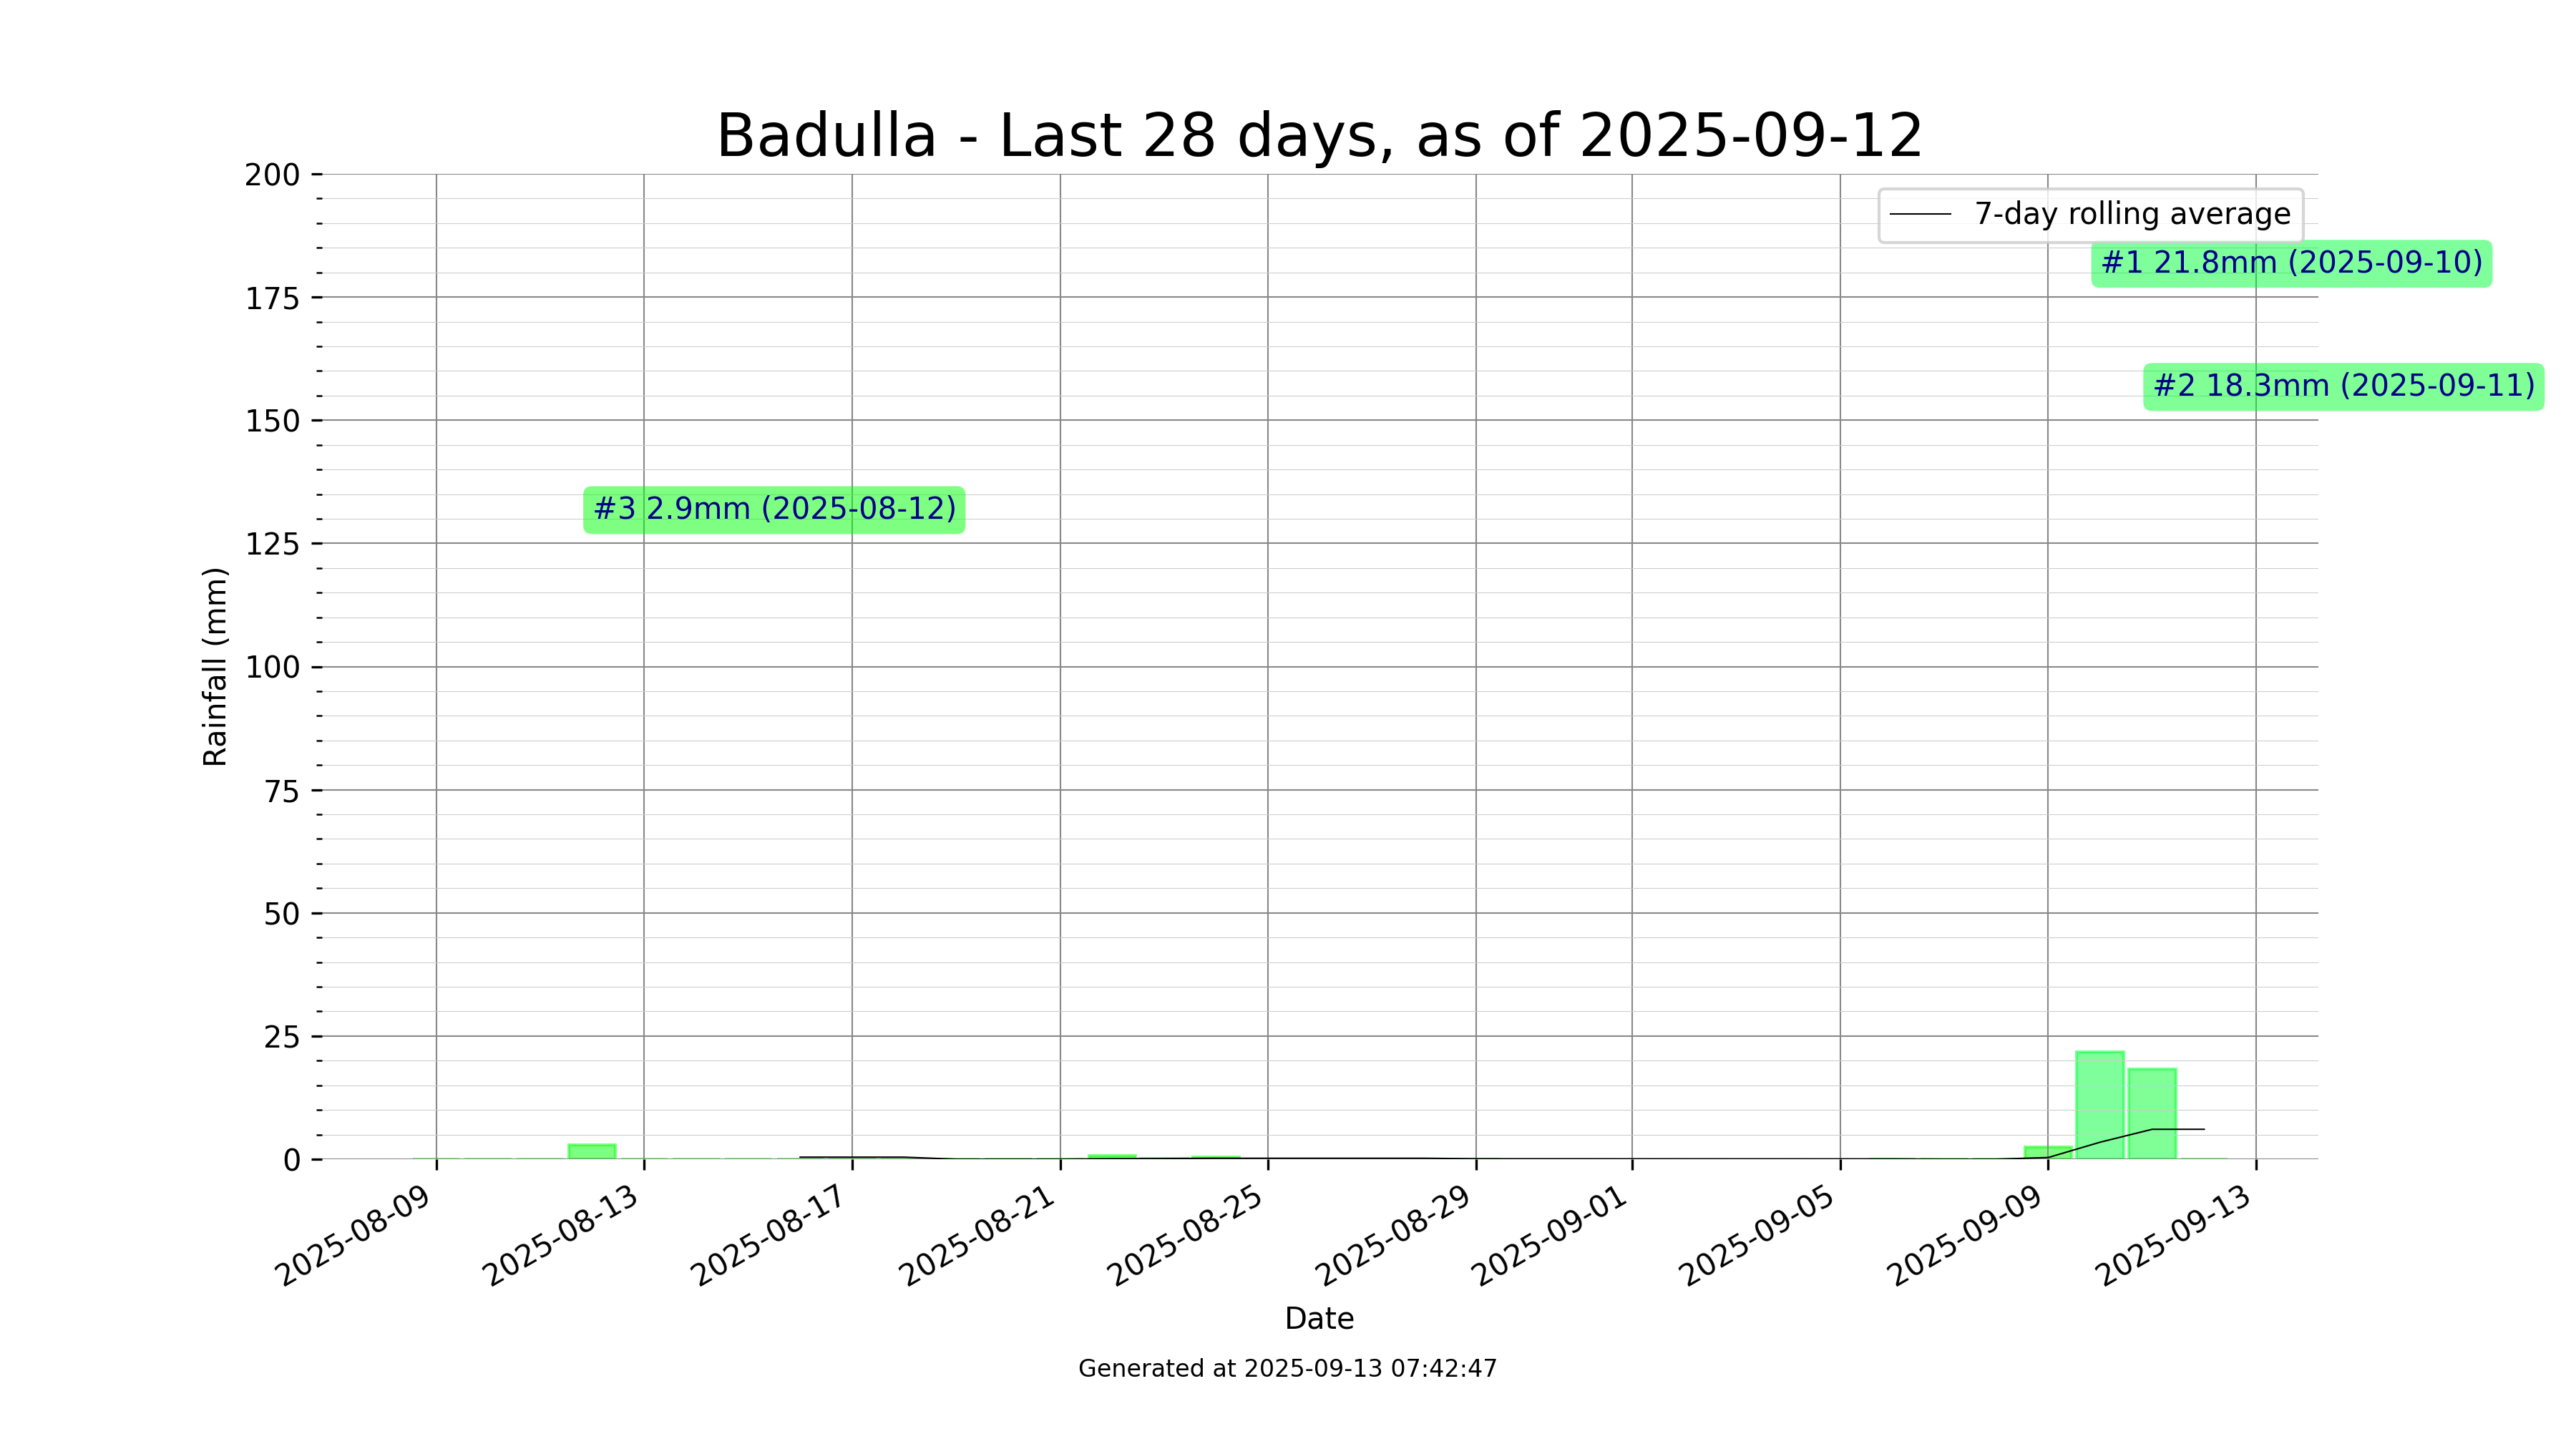 Badulla - Last 28 days, as of 2025-09-12
200
175
150
125
100
75
50
25
0
Rainfall (mm)
7-day rolling average
#1 21.8mm (2025-09-10)
#2 18.3mm (2025-09-11)
#3 2.9mm (2025-08-12)
2025-08-09
2025-08-13
2025-08-17
2025-08-21
2025-08-25
2025-08-29
2025-09-01
2025-09-05
2025-09-09
2025-09-13
Date
Generated at 2025-09-13 07:42:47